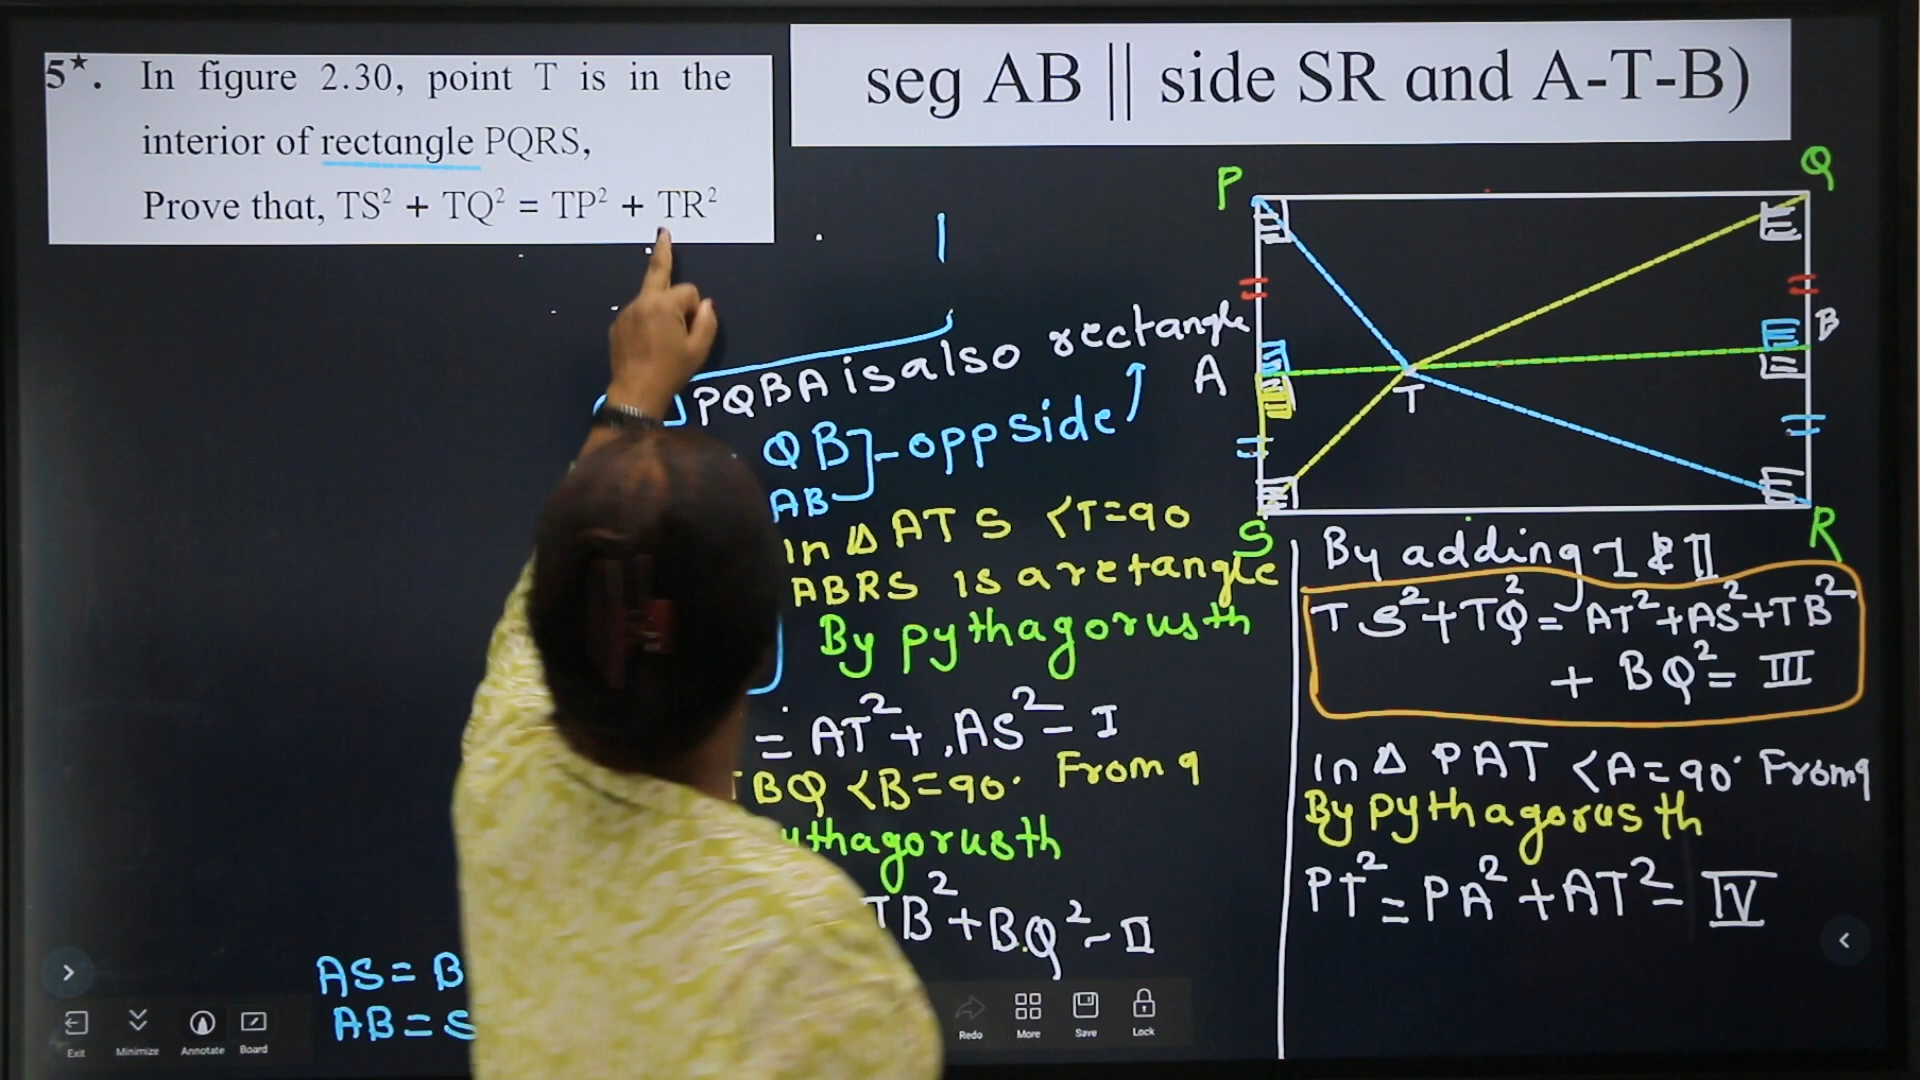 5★. In figure 2.30, point T is in the
interior of rectangle PQRS,
Prove that, TS² + TQ² = TP² + TR²
seg AB || side SR and A-T-B)
P
Q
A
B
T
S
R
PQBA is also rectangle
QB]-opp side
AB
In Δ ATS <T=90
ABRS is a retangle
By pythagorusth
= AT² + AS² - I
TBQ <B=90° From 9
ythagorusth
TB² + BQ² - II
AS = B
AB = S
By adding I & II
TS² + TQ² = AT² + AS² + TB²
+ BQ² = III
In Δ PAT <A=90° From 9
By pythagorus th
PT² = PA² + AT² = IV
Exit
Minimize
Annotate
Board
Redo
More
Save
Lock